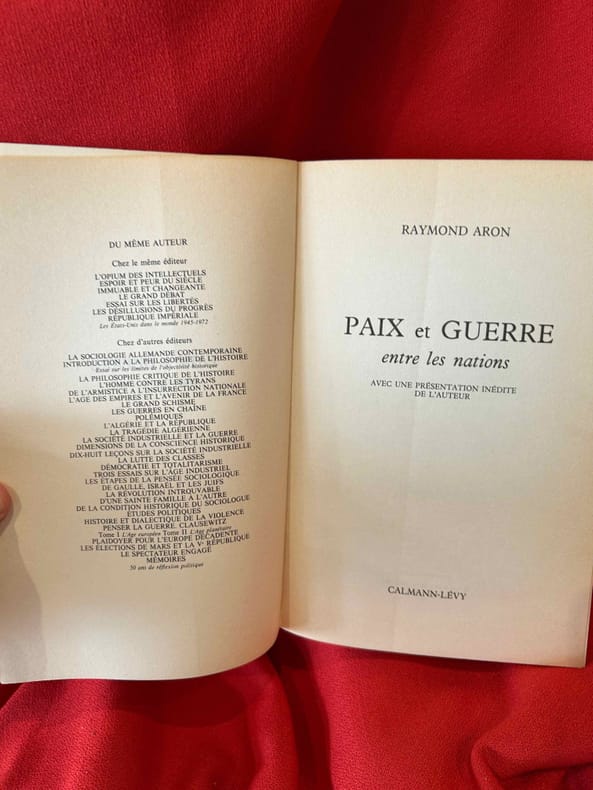 DU MÊME AUTEUR
Chez le même éditeur
L'OPIUM DES INTELLECTUELS
ESPOIR ET PEUR DU SIÈCLE
IMMUABLE ET CHANGEANTE
LE GRAND DÉBAT
ESSAI SUR LES LIBERTÉS
LES DÉSILLUSIONS DU PROGRÈS
RÉPUBLIQUE IMPÉRIALE
Les États-Unis dans le monde 1945-1972
Chez d'autres éditeurs
LA SOCIOLOGIE ALLEMANDE CONTEMPORAINE
INTRODUCTION A LA PHILOSOPHIE DE L'HISTOIRE
Essai sur les limites de l'objectivité historique
LA PHILOSOPHIE CRITIQUE DE L'HISTOIRE
L'HOMME CONTRE LES TYRANS
DE L'ARMISTICE A L'INSURRECTION NATIONALE
L'AGE DES EMPIRES ET L'AVENIR DE LA FRANCE
LE GRAND SCHISME
LES GUERRES EN CHAÎNE
POLÉMIQUES
L'ALGÉRIE ET LA RÉPUBLIQUE
LA TRAGÉDIE ALGÉRIENNE
LA SOCIÉTÉ INDUSTRIELLE ET LA GUERRE
DIMENSIONS DE LA CONSCIENCE HISTORIQUE
DIX-HUIT LEÇONS SUR LA SOCIÉTÉ INDUSTRIELLE
LA LUTTE DES CLASSES
DÉMOCRATIE ET TOTALITARISME
TROIS ESSAIS SUR L'ÂGE INDUSTRIEL
LES ÉTAPES DE LA PENSÉE SOCIOLOGIQUE
DE GAULLE, ISRAËL ET LES JUIFS
LA RÉVOLUTION INTROUVABLE
D'UNE SAINTE FAMILLE A L'AUTRE
DE LA CONDITION HISTORIQUE DU SOCIOLOGUE
ÉTUDES POLITIQUES
HISTOIRE ET DIALECTIQUE DE LA VIOLENCE
PENSER LA GUERRE, CLAUSEWITZ
Tome I L'Age européen Tome II L'Age planétaire
PLAIDOYER POUR L'EUROPE DÉCADENTE
LES ÉLECTIONS DE MARS ET LA Ve RÉPUBLIQUE
LE SPECTATEUR ENGAGÉ
MÉMOIRES
50 ans de réflexion politique
RAYMOND ARON
PAIX et GUERRE
entre les nations
AVEC UNE PRÉSENTATION INÉDITE
DE L'AUTEUR
CALMANN-LÉVY